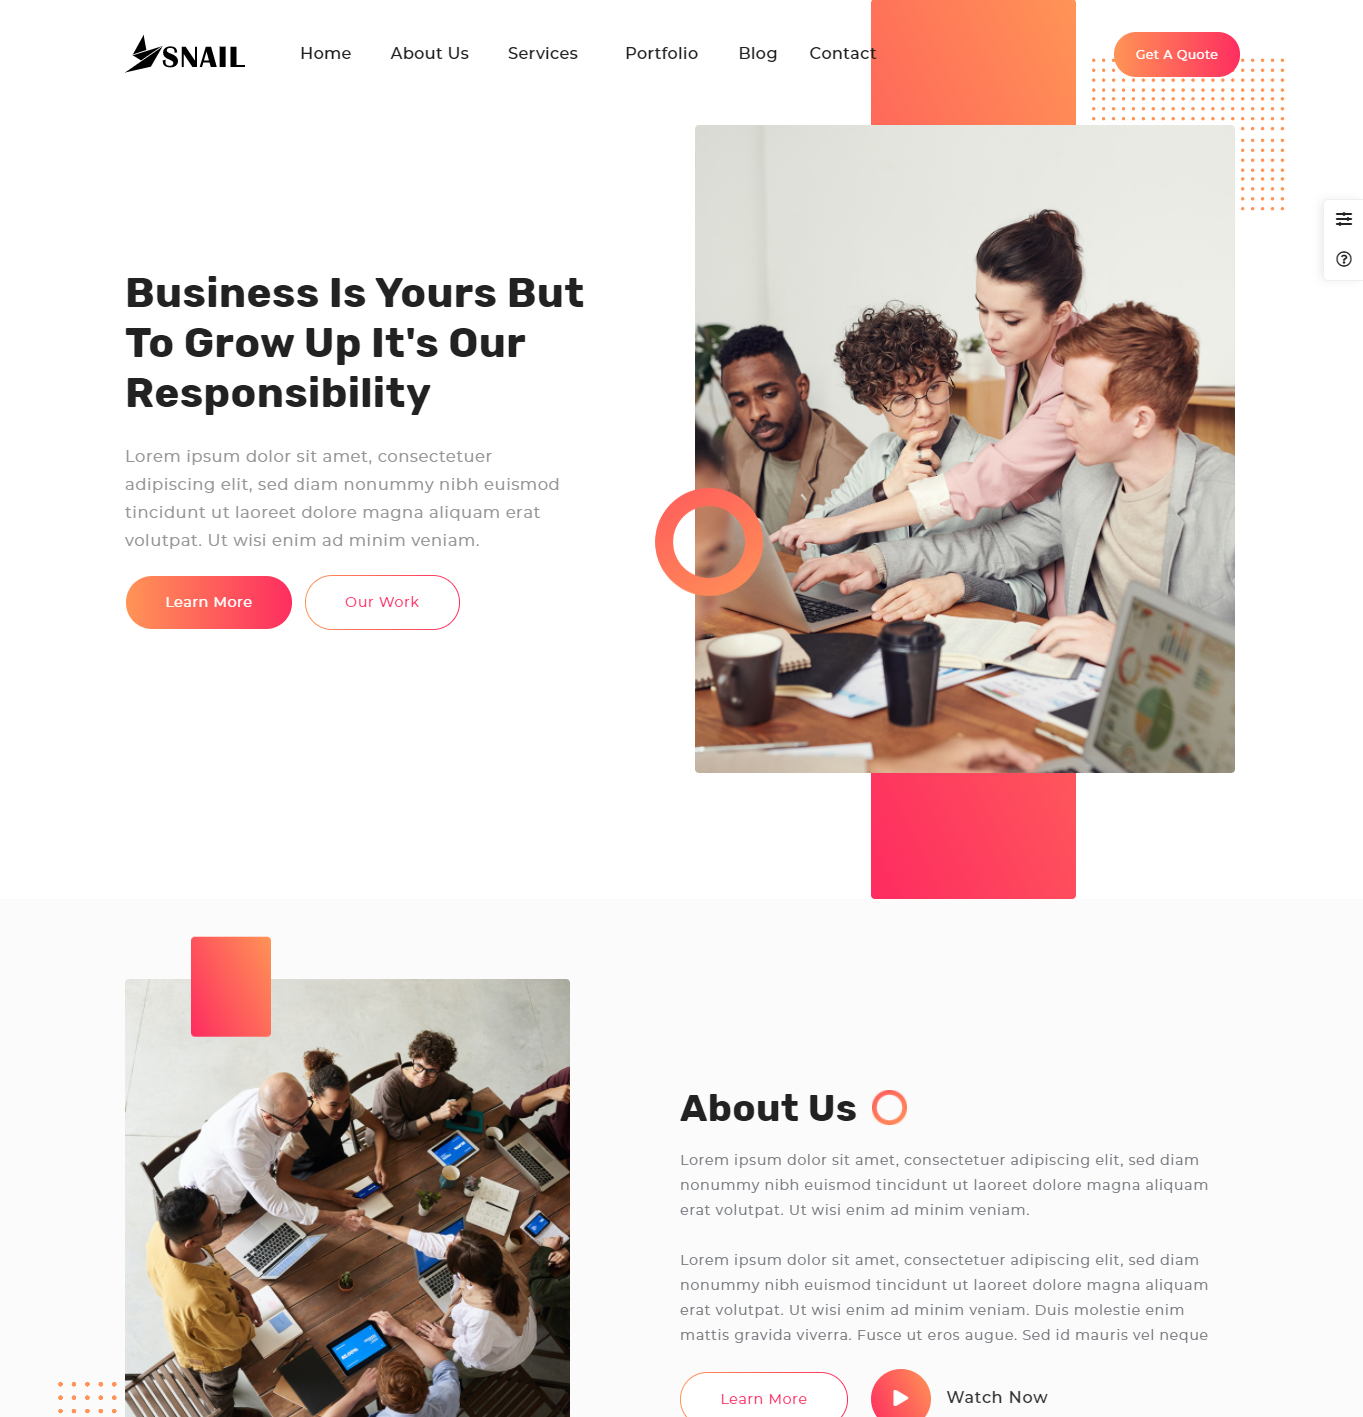 SNAIL
Home About Us Services Portfolio Blog Contact
Get A Quote
Business Is Yours But
To Grow Up It's Our
Responsibility
Lorem ipsum dolor sit amet, consectetuer
adipiscing elit, sed diam nonummy nibh euismod
tincidunt ut laoreet dolore magna aliquam erat
volutpat. Ut wisi enim ad minim veniam.
Learn More Our Work
About Us
Lorem ipsum dolor sit amet, consectetuer adipiscing elit, sed diam
nonummy nibh euismod tincidunt ut laoreet dolore magna aliquam
erat volutpat. Ut wisi enim ad minim veniam.
Lorem ipsum dolor sit amet, consectetuer adipiscing elit, sed diam
nonummy nibh euismod tincidunt ut laoreet dolore magna aliquam
erat volutpat. Ut wisi enim ad minim veniam. Duis molestie enim
mattis gravida viverra. Fusce ut eros augue. Sed id mauris vel neque
Learn More Watch Now